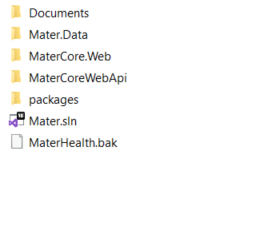 Documents
Mater.Data
MaterCore.Web
MaterCoreWebApi
packages
Mater.sln
MaterHealth.bak